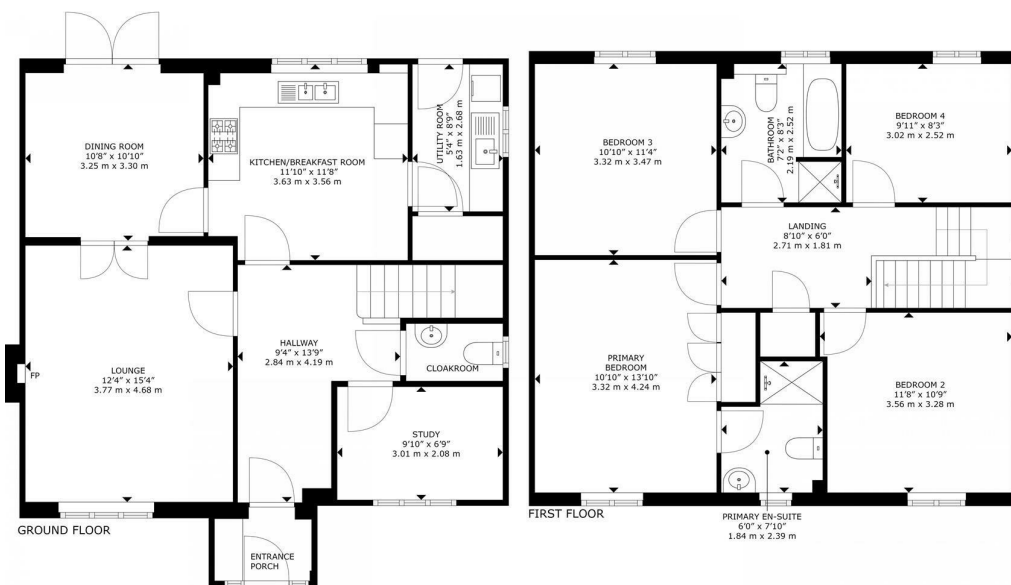 DINING ROOM
10'8" x 10'10"
3.25 m x 3.30 m
KITCHEN/BREAKFAST ROOM
11'10" x 11'8"
3.63 m x 3.56 m
UTILITY ROOM
5'4" x 8'9"
1.63 m x 2.68 m
FP
LOUNGE
12'4" x 15'4"
3.77 m x 4.68 m
HALLWAY
9'4" x 13'9"
2.84 m x 4.19 m
CLOAKROOM
STUDY
9'10" x 6'9"
3.01 m x 2.08 m
GROUND FLOOR
ENTRANCE
PORCH
BEDROOM 3
10'10" x 11'4"
3.32 m x 3.47 m
BATHROOM
7'2" x 8'3"
2.19 m x 2.52 m
BEDROOM 4
9'11" x 8'3"
3.02 m x 2.52 m
LANDING
8'10" x 6'0"
2.71 m x 1.81 m
PRIMARY
BEDROOM
10'10" x 13'10"
3.32 m x 4.24 m
BEDROOM 2
11'8" x 10'9"
3.56 m x 3.28 m
FIRST FLOOR
PRIMARY EN-SUITE
6'0" x 7'10"
1.84 m x 2.39 m